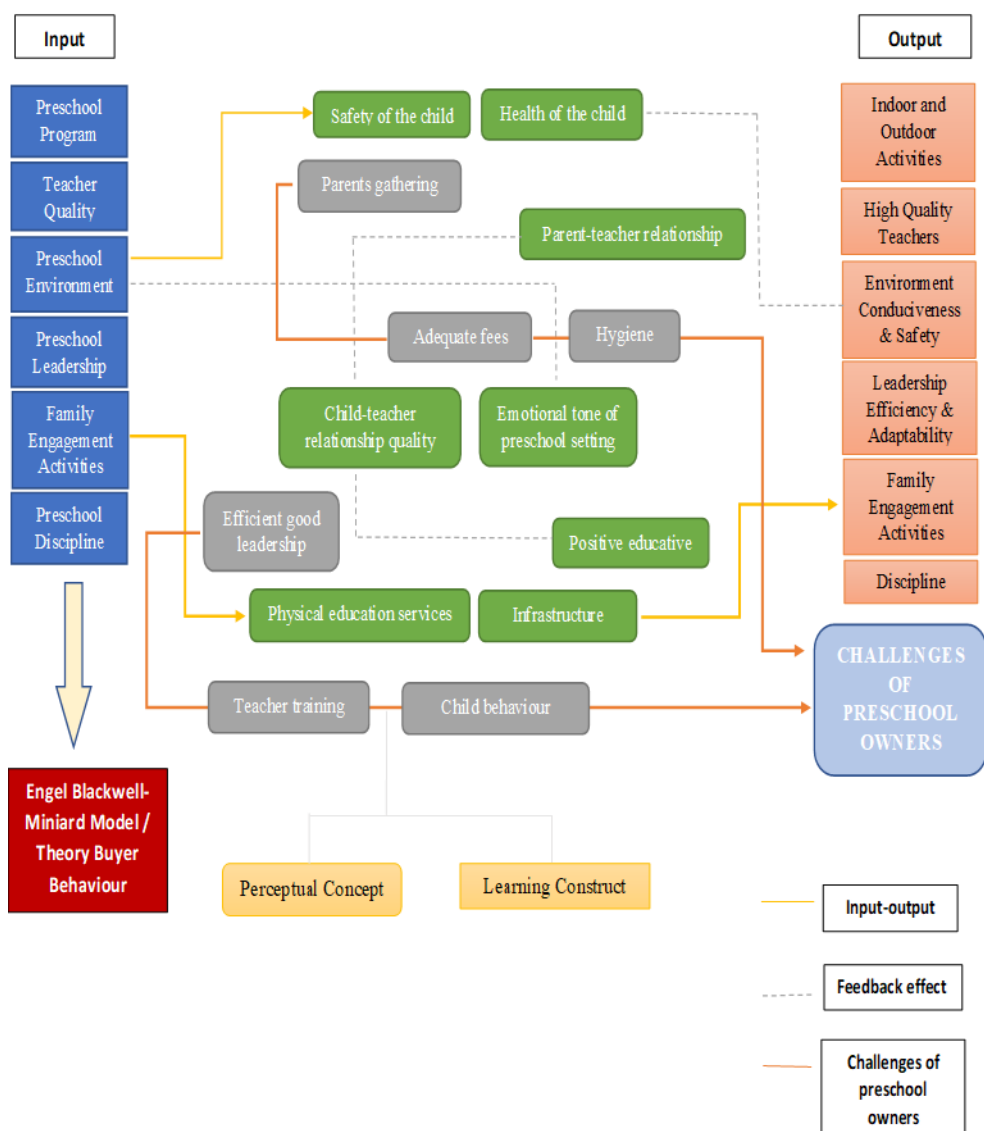 Input
Output
Preschool
Program
Teacher
Quality
Preschool
Environment
Preschool
Leadership
Family
Engagement
Activities
Preschool
Discipline
Engel Blackwell-
Miniard Model /
Theory Buyer
Behaviour
Safety of the child
Health of the child
Parents gathering
Parent-teacher relationship
Adequate fees
Hygiene
Child-teacher
relationship quality
Emotional tone of
preschool setting
Efficient good
leadership
Positive educative
Physical education services
Infrastructure
Teacher training
Child behaviour
Perceptual Concept
Learning Construct
Indoor and
Outdoor
Activities
High Quality
Teachers
Environment
Conduciveness
& Safety
Leadership
Efficiency &
Adaptability
Family
Engagement
Activities
Discipline
CHALLENGES
OF
PRESCHOOL
OWNERS
Input-output
Feedback effect
Challenges of
preschool
owners